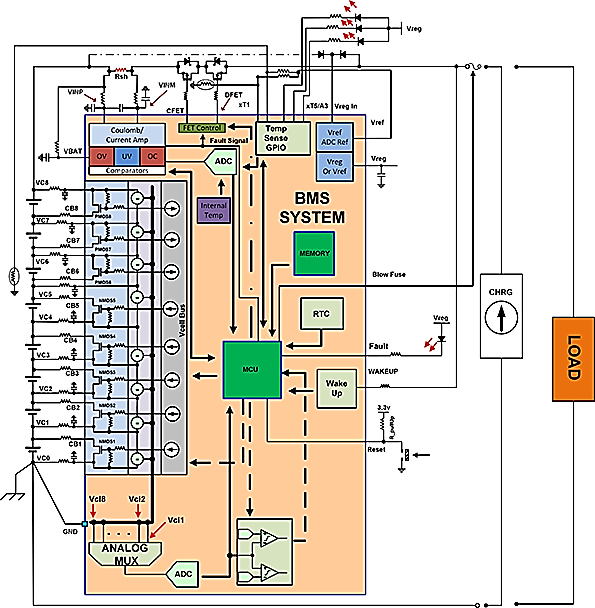 Vreg
Rsh
VINP
VINM
CFET
DFET
xT1
xT5/A3
Vreg In
Vref
Coulomb/
Current Amp
OV
UV
OC
Comparators
FET Control
Fault Signal
Temp
Sense
GPIO
Vref
ADC Ref
Vreg
Or Vref
Vreg
VBAT
ADC
Internal
Temp
BMS
SYSTEM
VC8
CB8
PMOS8
VC7
CB7
PMOS7
VC6
CB6
PMOS6
VC5
NMOS5
CB5
VC4
NMOS4
CB4
VC3
NMOS3
CB3
VC2
NMOS2
CB2
VC1
NMOS1
CB1
VC0
Vcell Bus
MEMORY
Blow Fuse
CHRG
RTC
LOAD
Vreg
MCU
Fault
WAKEUP
Wake
Up
3.3v
R_pullUp
Reset
GND
Vcl8
Vcl2
Vcl1
ANALOG
MUX
ADC